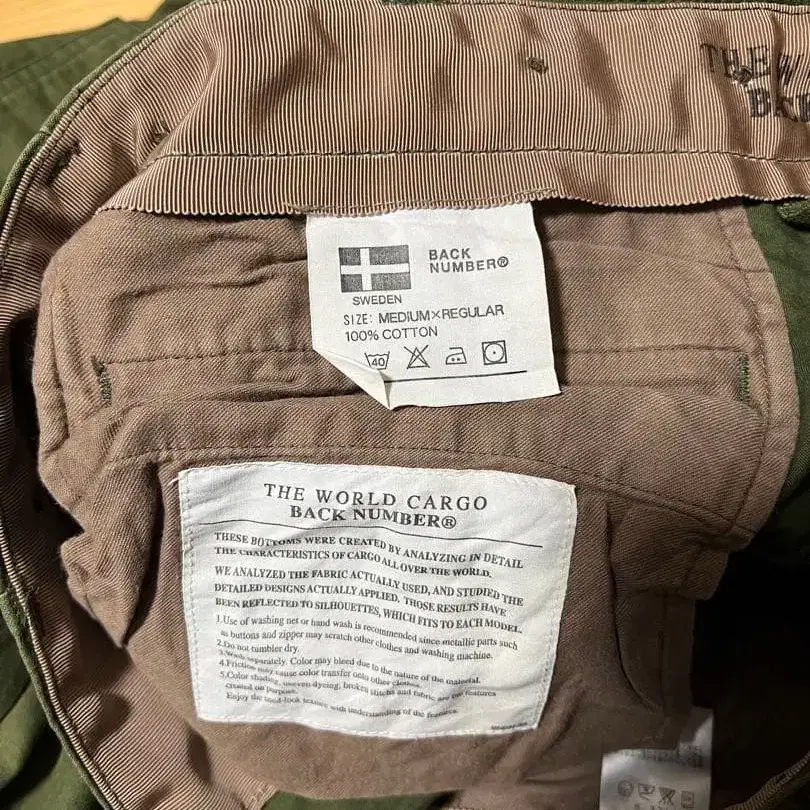 THE W
BACK
NUMBER®
SWEDEN
SIZE: MEDIUM×REGULAR
100% COTTON
40
THE WORLD CARGO
BACK NUMBER®
THESE BOTTOMS WERE CREATED BY ANALYZING IN DETAIL
THE CHARACTERISTICS OF CARGO ALL OVER THE WORLD.
WE ANALYZED THE FABRIC ACTUALLY USED, AND STUDIED THE
DETAILED DESIGNS ACTUALLY APPLIED. THOSE RESULTS HAVE
BEEN REFLECTED TO SILHOUETTES, WHICH FITS TO EACH MODEL.
1.Use of washing net or hand wash is recommended since metallic parts such
as buttons and zipper may scratch other clothes and washing machine.
2.Do not tumbler dry.
3.Wash separately. Color may bleed due to the nature of the material.
4.Friction may cause color transfer onto other clothes.
5.Color shading, uneven dyeing, broken stitchs and fabric are the features
created on purpose.
Enjoy the used-look texture with understanding of the features.